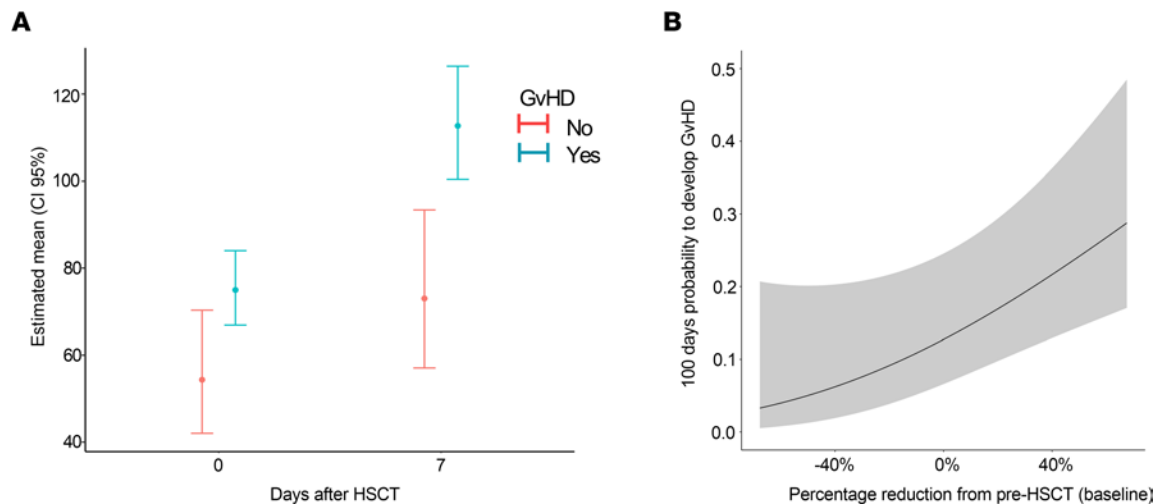 A
Estimated mean (CI 95%)
120
100
80
60
40
0
7
Days after HSCT
GvHD
No
Yes
B
100 days probability to develop GvHD
0.5
0.4
0.3
0.2
0.1
0.0
-40%
0%
40%
Percentage reduction from pre-HSCT (baseline)